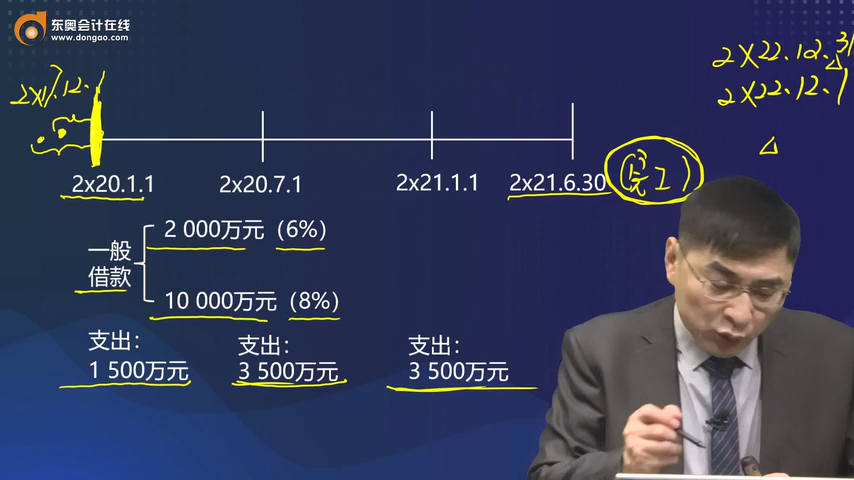 东奥会计在线
www.dongao.com
2X22.12.31
2X22.12.1
2x20.1.1
2x20.7.1
2x21.1.1
2x21.6.30
(完工)
一般
借款
2 000万元（6%）
10 000万元（8%）
支出：
1 500万元
支出：
3 500万元
支出：
3 500万元